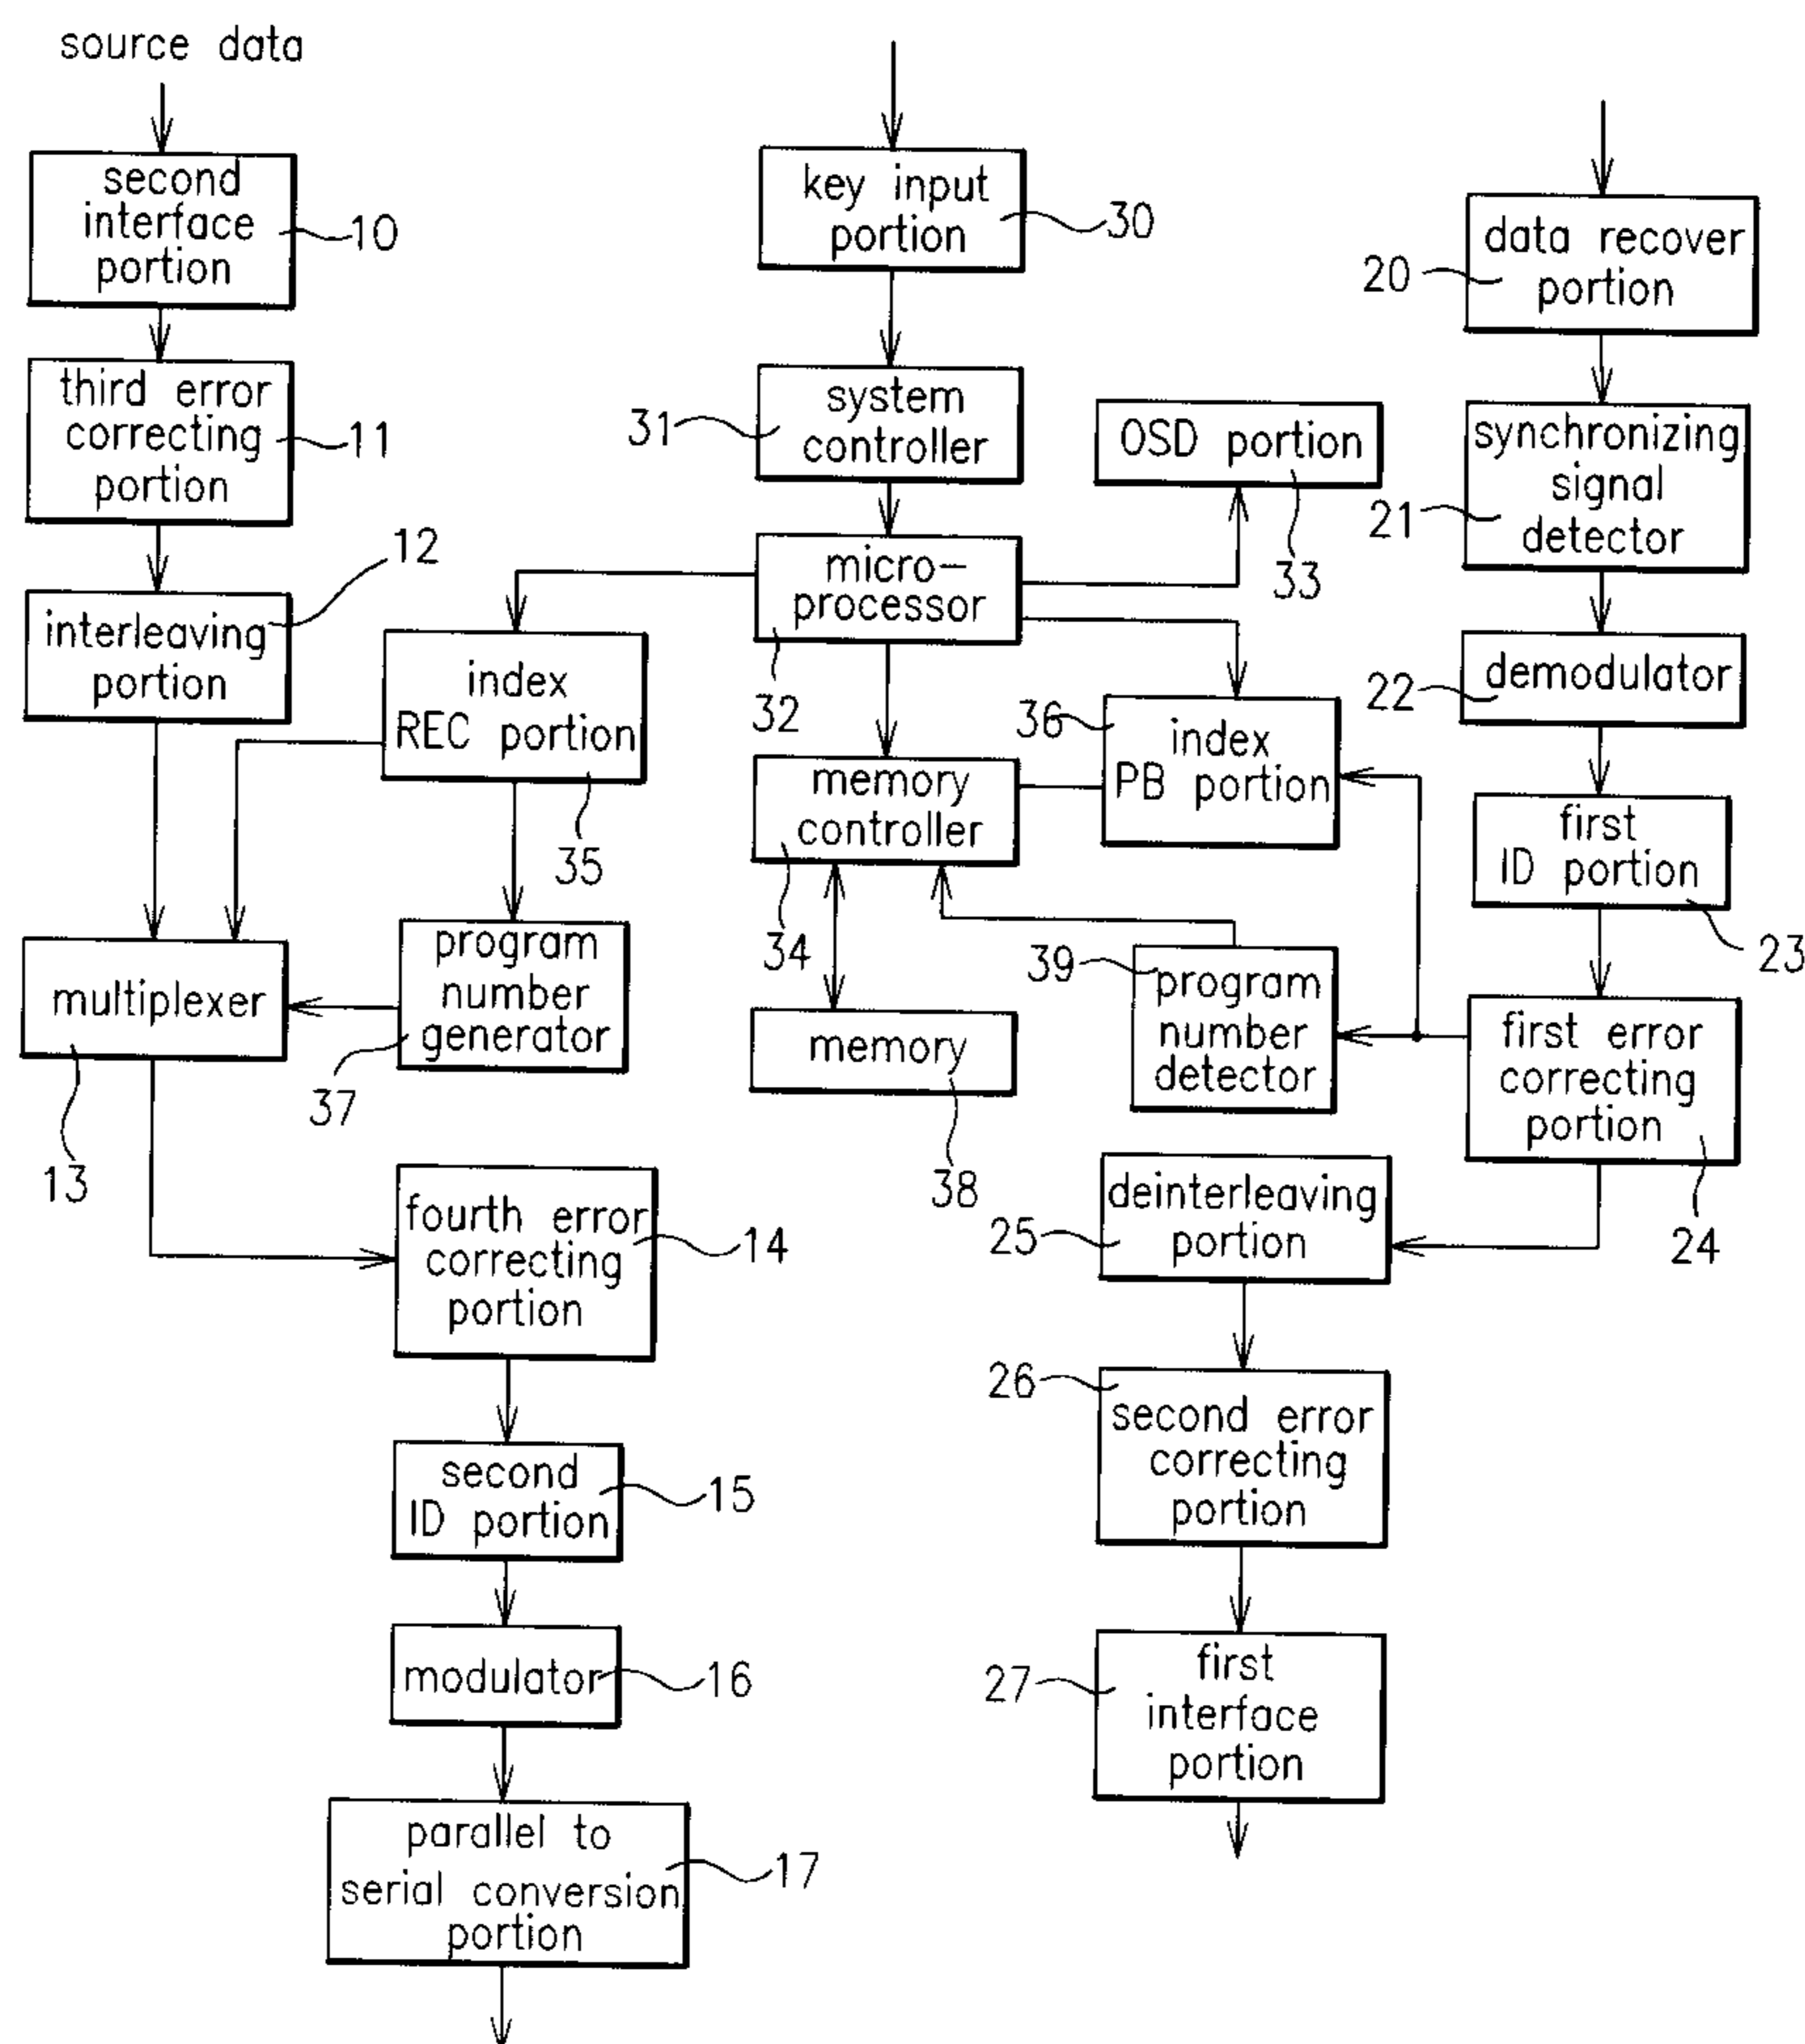 source data
second
interface
portion
10
third error
correcting
portion
11
12
interleaving
portion
multiplexer
13
index
REC portion
35
program
number
generator
37
fourth error
correcting
portion
14
second
ID portion
15
modulator
16
parallel to
serial conversion
portion
17
key input
portion
30
system
controller
31
micro-
processor
32
OSD portion
33
memory
controller
34
36
index
PB portion
memory
38
39
program
number
detector
data recover
portion
20
synchronizing
signal
detector
21
demodulator
22
first
ID portion
23
first error
correcting
portion
24
deinterleaving
portion
25
26
second error
correcting
portion
first
interface
portion
27